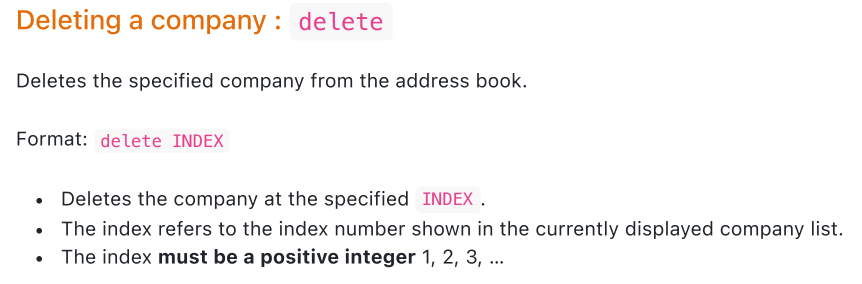 Deleting a company : delete
Deletes the specified company from the address book.
Format: delete INDEX
• Deletes the company at the specified INDEX .
• The index refers to the index number shown in the currently displayed company list.
• The index must be a positive integer 1, 2, 3, …